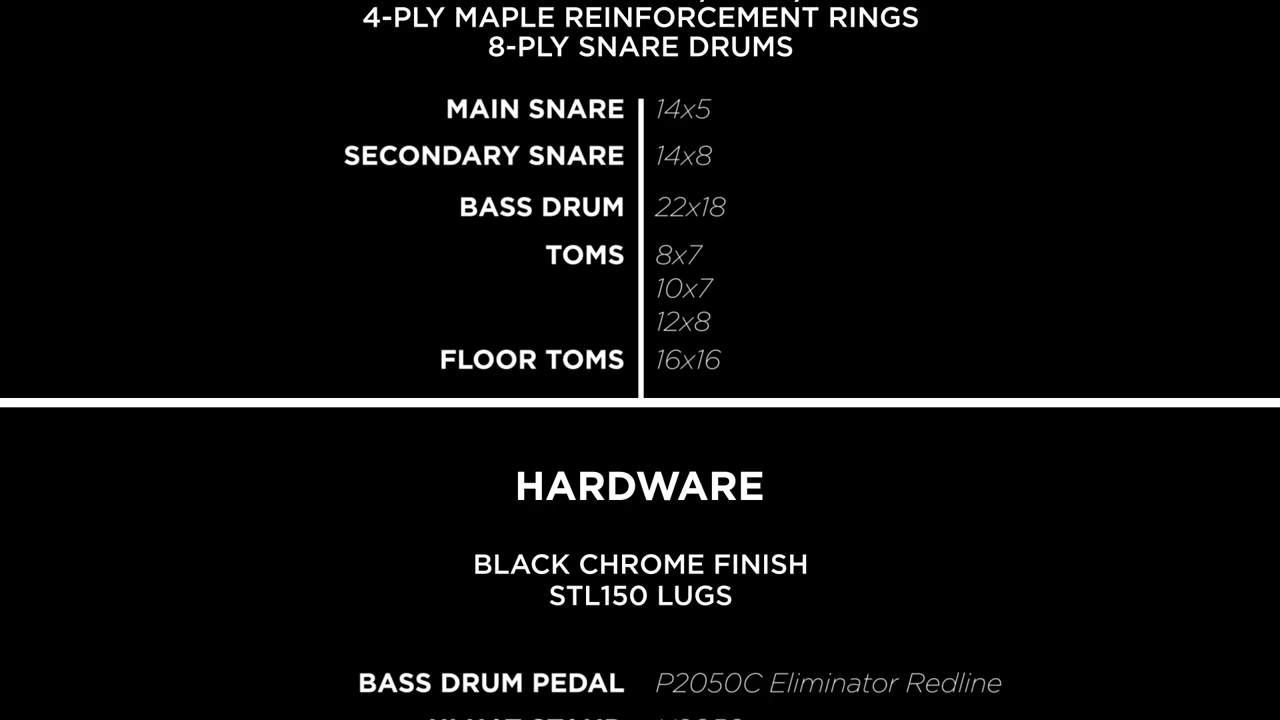 4-PLY MAPLE REINFORCEMENT RINGS
8-PLY SNARE DRUMS
MAIN SNARE 14x5
SECONDARY SNARE 14x8
BASS DRUM 22x18
TOMS 8x7
10x7
12x8
FLOOR TOMS 16x16
HARDWARE
BLACK CHROME FINISH
STL150 LUGS
BASS DRUM PEDAL P2050C Eliminator Redline